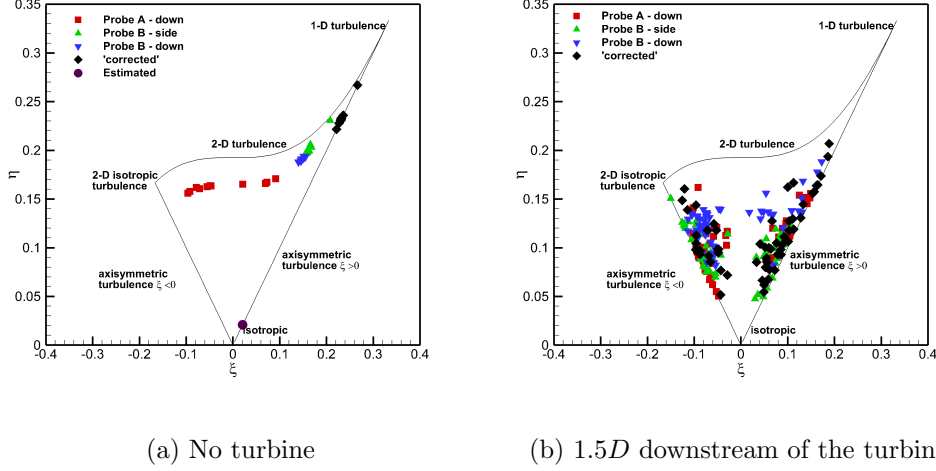 0.35
0.3
0.25
0.2
0.15
0.1
0.05
0
η
-0.4 -0.3 -0.2 -0.1 0 0.1 0.2 0.3 0.4
ξ
Probe A - down
Probe B - side
Probe B - down
'corrected'
Estimated
1-D turbulence
2-D turbulence
2-D isotropic
turbulence
axisymmetric
turbulence ξ <0
axisymmetric
turbulence ξ >0
isotropic
(a) No turbine
0.35
0.3
0.25
0.2
0.15
0.1
0.05
0
η
-0.4 -0.3 -0.2 -0.1 0 0.1 0.2 0.3 0.4
ξ
Probe A - down
Probe B - side
Probe B - down
'corrected'
1-D turbulence
2-D turbulence
2-D isotropic
turbulence
axisymmetric
turbulence ξ <0
axisymmetric
turbulence ξ >0
isotropic
(b) 1.5D downstream of the turbin